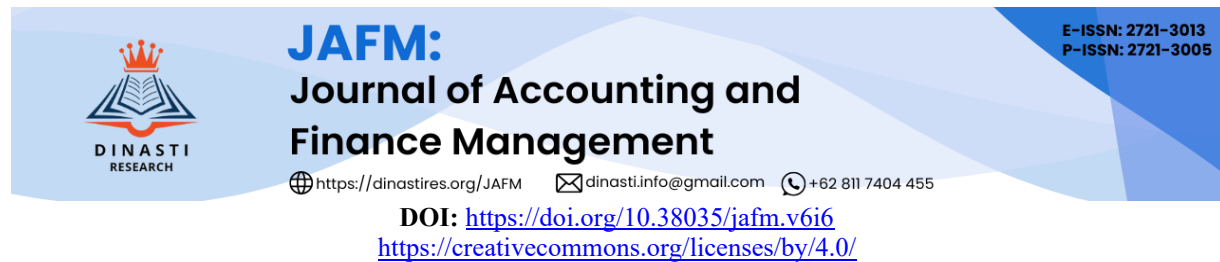 E-ISSN: 2721-3013
P-ISSN: 2721-3005
JAFM:
Journal of Accounting and
Finance Management
DINASTI
RESEARCH
https://dinastires.org/JAFM dinasti.info@gmail.com +62 811 7404 455
DOI: https://doi.org/10.38035/jafm.v6i6
https://creativecommons.org/licenses/by/4.0/